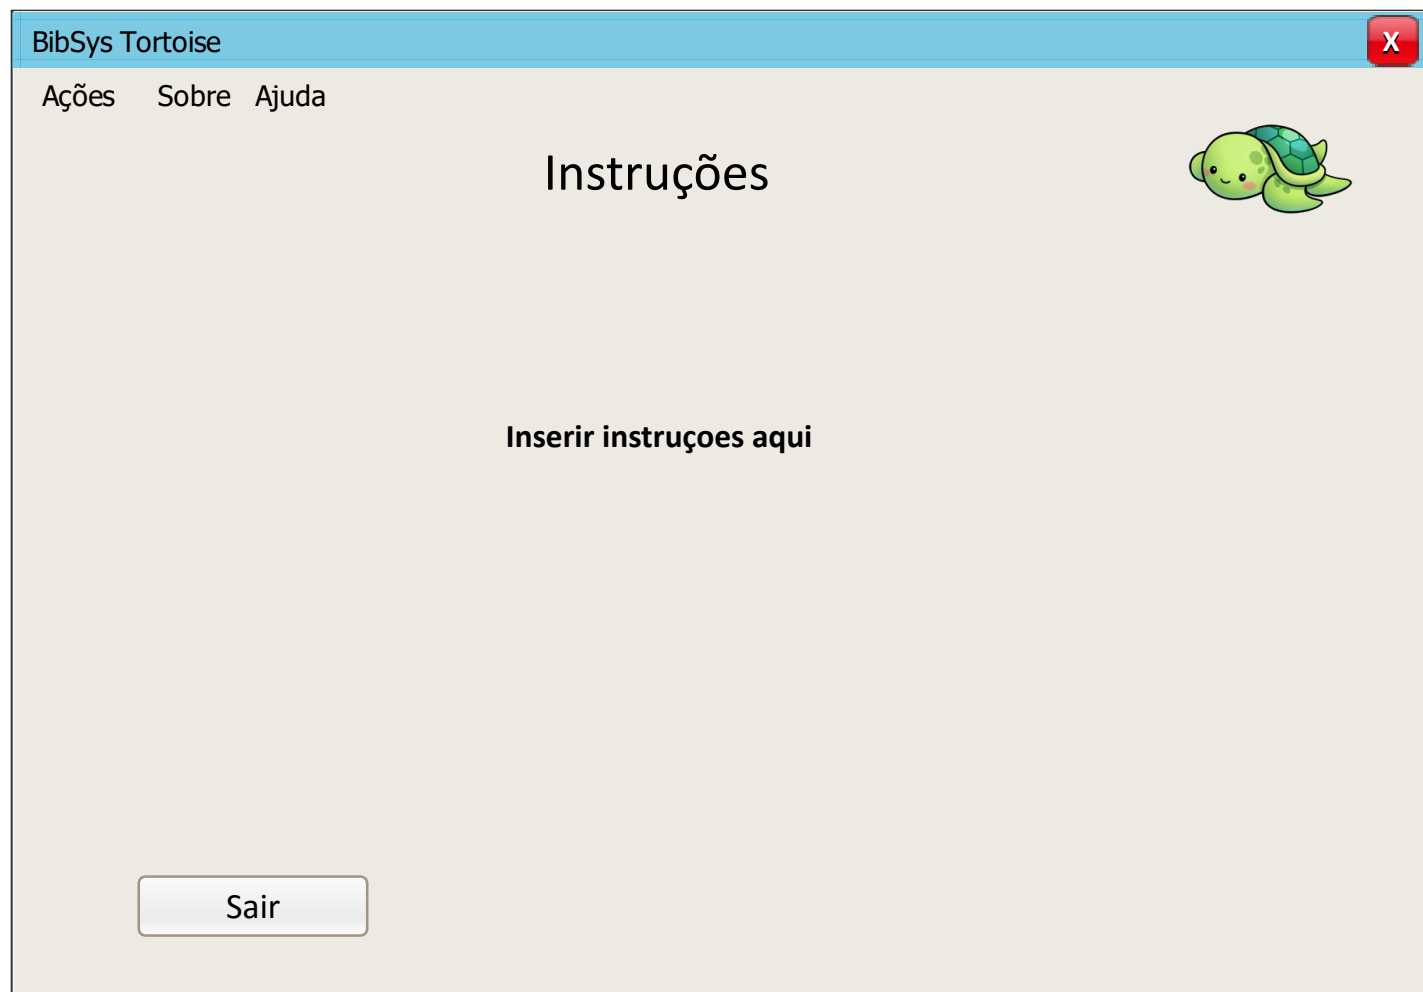 BibSys Tortoise
X
Ações Sobre Ajuda
Instruções
Inserir instruçoes aqui
Sair